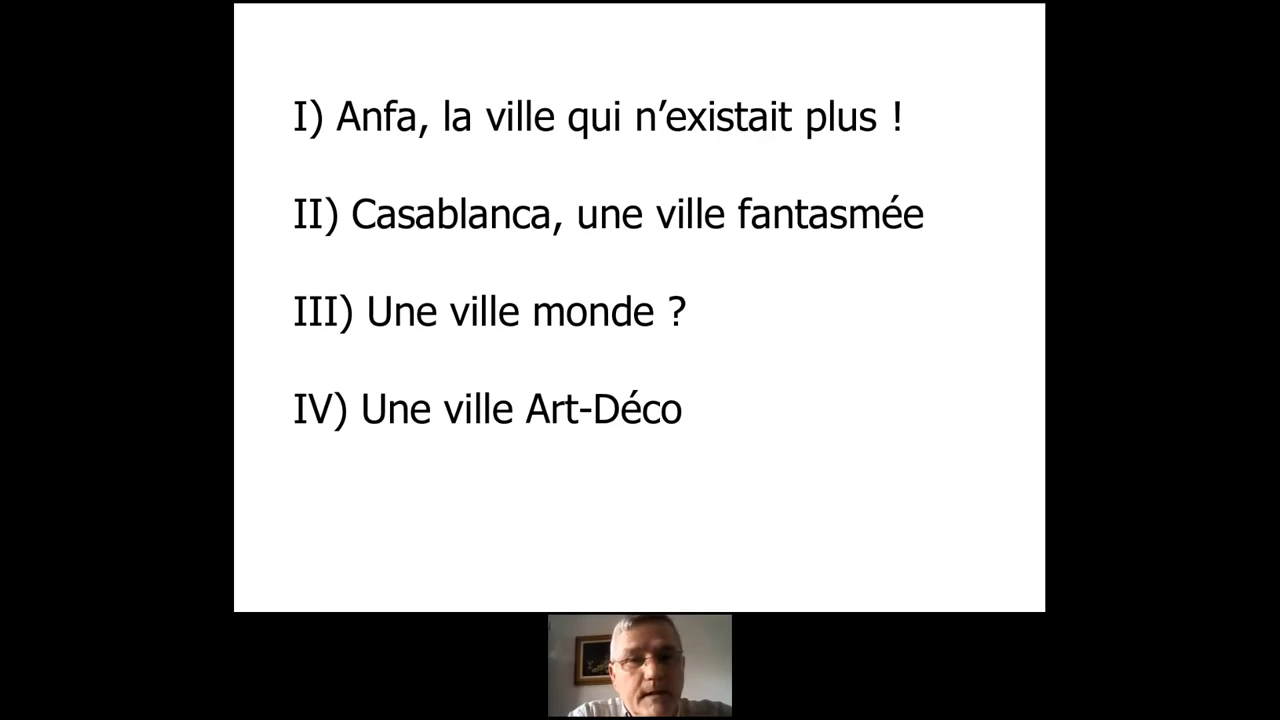 I) Anfa, la ville qui n’existait plus !
II) Casablanca, une ville fantasmée
III) Une ville monde ?
IV) Une ville Art-Déco